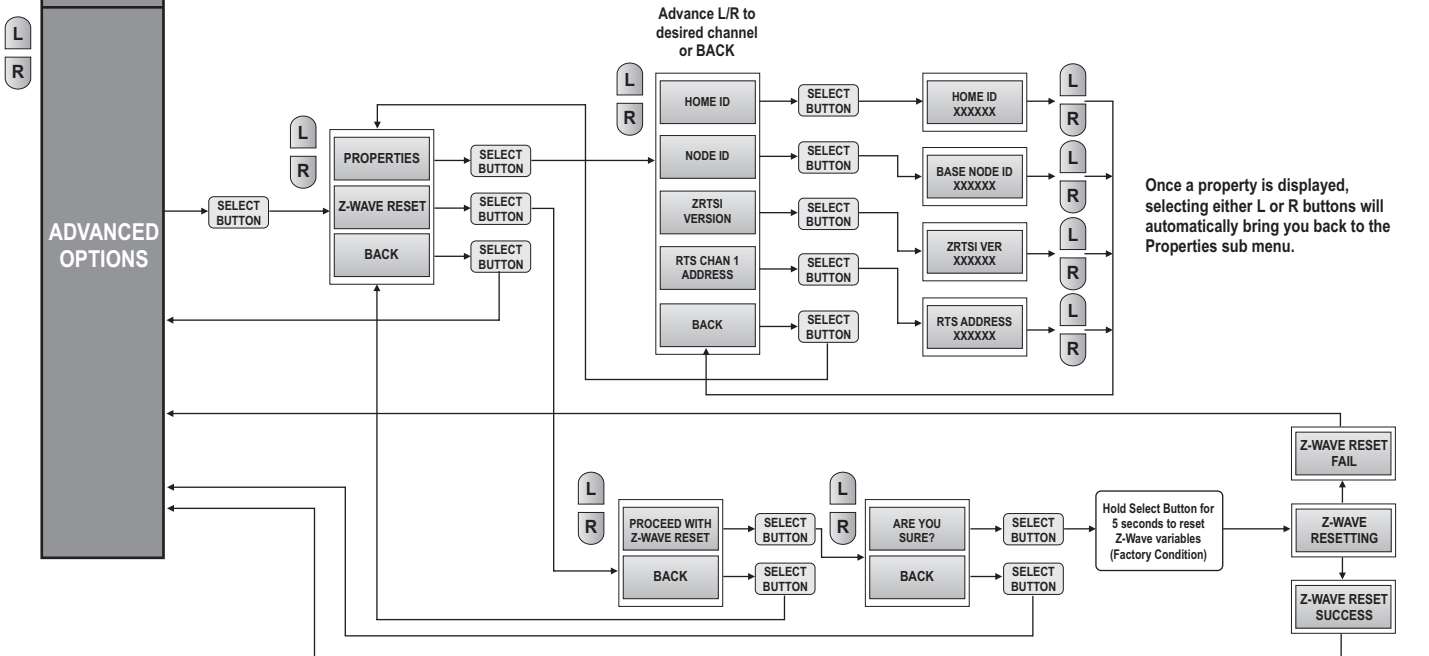 Advance L/R to
desired channel
or BACK
L
R
ADVANCED
OPTIONS
SELECT
BUTTON
L
R
PROPERTIES
Z-WAVE RESET
BACK
SELECT
BUTTON
SELECT
BUTTON
SELECT
BUTTON
L
R
HOME ID
NODE ID
ZRTSI
VERSION
RTS CHAN 1
ADDRESS
BACK
SELECT
BUTTON
SELECT
BUTTON
SELECT
BUTTON
SELECT
BUTTON
SELECT
BUTTON
HOME ID
XXXXXX
BASE NODE ID
XXXXXX
ZRTSI VER
XXXXXX
RTS ADDRESS
XXXXXX
L
R
L
R
L
R
L
R
Once a property is displayed,
selecting either L or R buttons will
automatically bring you back to the
Properties sub menu.
L
R
PROCEED WITH
Z-WAVE RESET
BACK
SELECT
BUTTON
SELECT
BUTTON
L
R
ARE YOU
SURE?
BACK
SELECT
BUTTON
SELECT
BUTTON
Hold Select Button for
5 seconds to reset
Z-Wave variables
(Factory Condition)
Z-WAVE RESET
FAIL
Z-WAVE
RESETTING
Z-WAVE RESET
SUCCESS